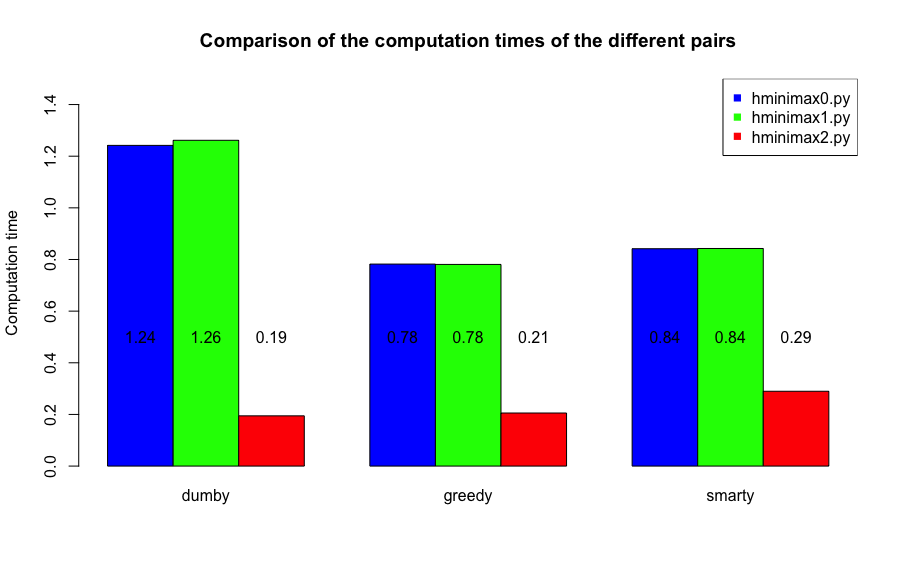 Comparison of the computation times of the different pairs
hminimax0.py
hminimax1.py
hminimax2.py
Computation time
1.4
1.2
1.0
0.8
0.6
0.4
0.2
0.0
1.24 1.26 0.19 0.78 0.78 0.21 0.84 0.84 0.29
dumby greedy smarty